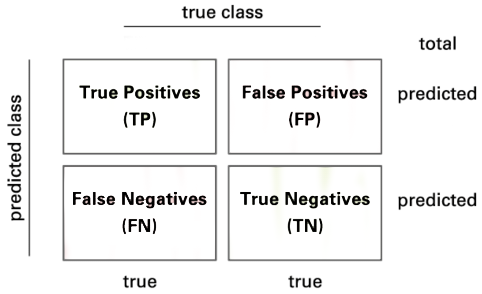 true class
total
predicted class
True Positives
(TP)
False Positives
(FP)
predicted
False Negatives
(FN)
True Negatives
(TN)
predicted
true
true